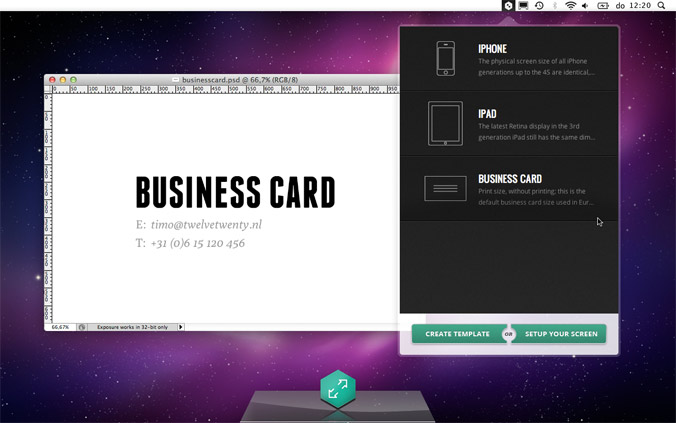 do 12:20
businesscard.psd @ 66,7% (RGB/8)
0 50 100 150 200 250 300 350 400 450 500 550 600 650 700 750 800 850 900 950
BUSINESS CARD
E: timo@twelvetwenty.nl
T: +31 (0)6 15 120 456
66,67% Exposure works in 32-bit only
IPHONE
The physical screen size of all iPhone
generations up to the 4S are identical,...
IPAD
The latest Retina display in the 3rd
generation iPad still has the same dim...
BUSINESS CARD
Print size, without printing; this is the
default business card size used in Eur...
CREATE TEMPLATE OR SETUP YOUR SCREEN